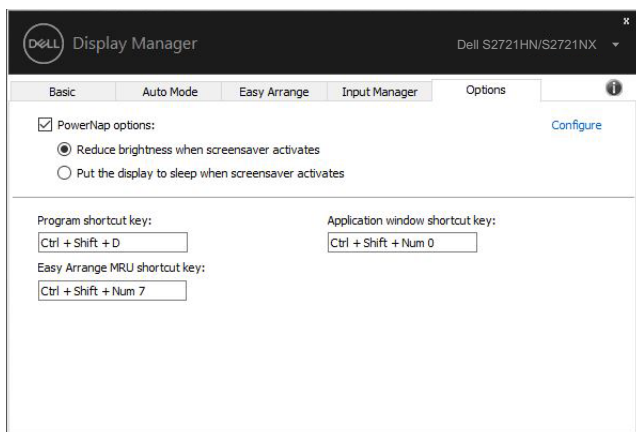 x
DELL Display Manager
Dell S2721HN/S2721NX
Basic Auto Mode Easy Arrange Input Manager Options
PowerNap options:
Configure
Reduce brightness when screensaver activates
Put the display to sleep when screensaver activates
Program shortcut key:
Ctrl + Shift + D
Application window shortcut key:
Ctrl + Shift + Num 0
Easy Arrange MRU shortcut key:
Ctrl + Shift + Num 7